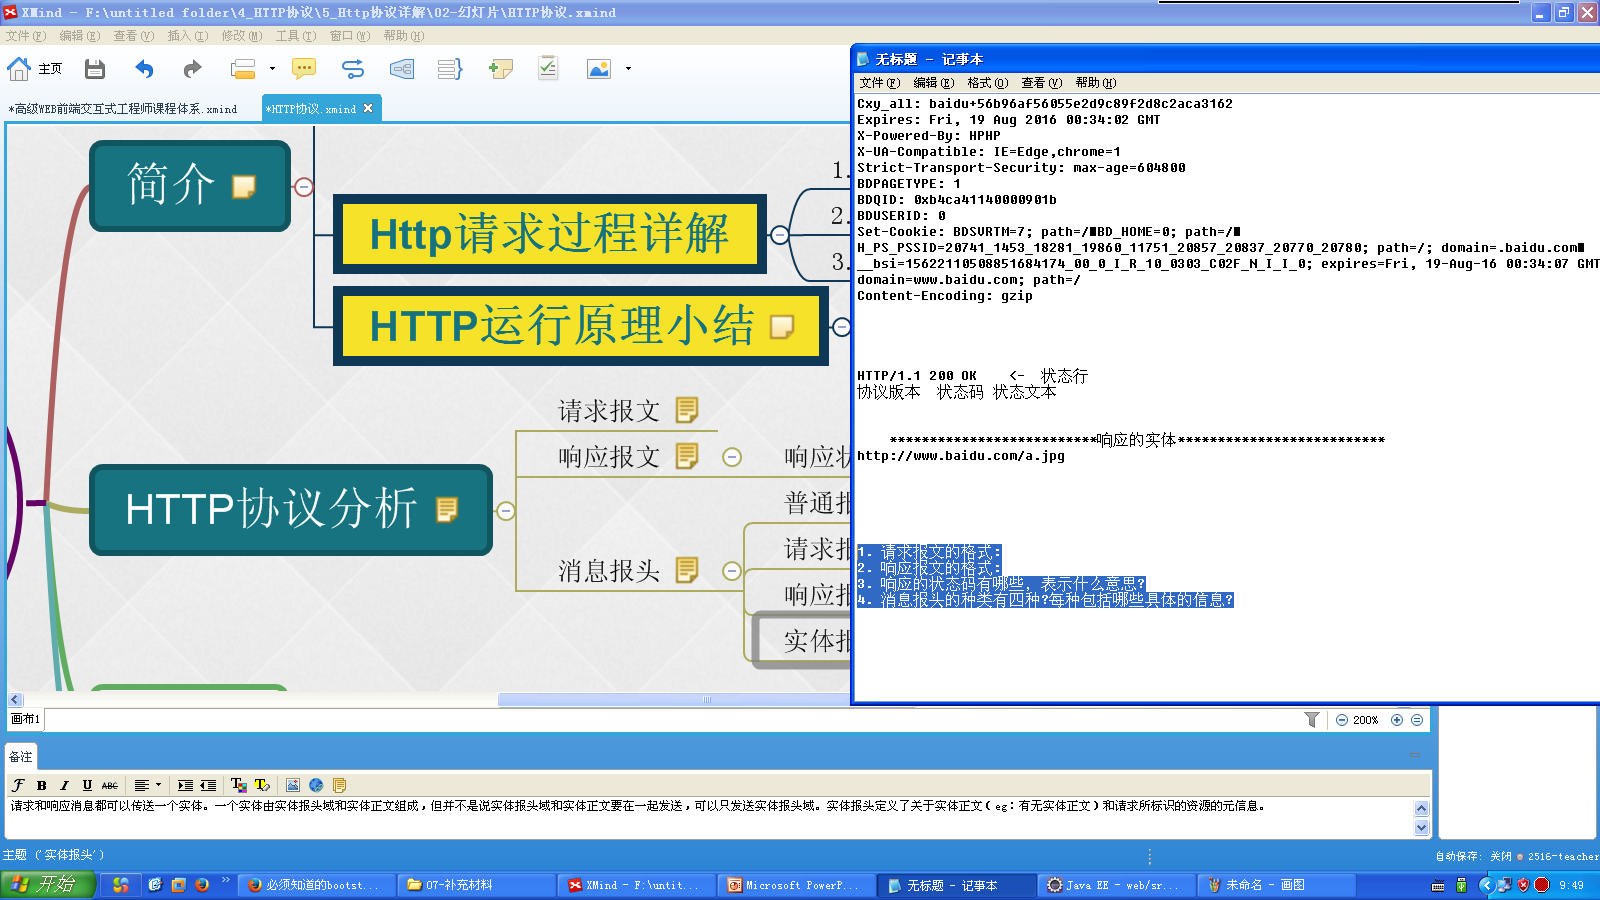 XMind - F:\untitled folder\4_HTTP协议\5_Http协议详解\02-幻灯片\HTTP协议.xmind
文件(F) 编辑(E) 查看(V) 插入(I) 修改(M) 工具(T) 窗口(W) 帮助(H)
主页
*高级WEB前端交互式工程师课程体系.xmind
*HTTP协议.xmind
简介
Http请求过程详解
1.
2.
3.
HTTP运行原理小结
HTTP协议分析
请求报文
响应报文
响应状
消息报头
普通报
请求报
响应报
实体报
无标题 - 记事本
文件(F) 编辑(E) 格式(O) 查看(V) 帮助(H)
Cxy_all: baidu+56b96af56055e2d9c89f2d8c2aca3162
Expires: Fri, 19 Aug 2016 00:34:02 GMT
X-Powered-By: HPHP
X-UA-Compatible: IE=Edge,chrome=1
Strict-Transport-Security: max-age=604800
BDPAGETYPE: 1
BDQID: 0xb4ca41140000901b
BDUSERID: 0
Set-Cookie: BDSVRTM=7; path=/■BD_HOME=0; path=/■
H_PS_PSSID=20741_1453_18281_19860_11751_20857_20837_20770_20780; path=/; domain=.baidu.com■
__bsi=15622110508851684174_00_0_I_R_10_0303_C02F_N_I_I_0; expires=Fri, 19-Aug-16 00:34:07 GMT
domain=www.baidu.com; path=/
Content-Encoding: gzip
HTTP/1.1 200 OK <- 状态行
协议版本 状态码 状态文本
**************************响应的实体**************************
http://www.baidu.com/a.jpg
1. 请求报文的格式:
2. 响应报文的格式:
3. 响应的状态码有哪些, 表示什么意思?
4. 消息报头的种类有四种?每种包括哪些具体的信息?
画布1
200%
备注
F B I U ABC
请求和响应消息都可以传送一个实体。一个实体由实体报头域和实体正文组成，但并不是说实体报头域和实体正文要在一起发送，可以只发送实体报头域。实体报头定义了关于实体正文（eg：有无实体正文）和请求所标识的资源的元信息。
主题 ('实体报头')
自动保存: 关闭
2516-teacher
开始
必须知道的bootst...
07-补充材料
XMind - F:\untit...
Microsoft PowerP...
无标题 - 记事本
Java EE - web/sr...
未命名 - 画图
9:49